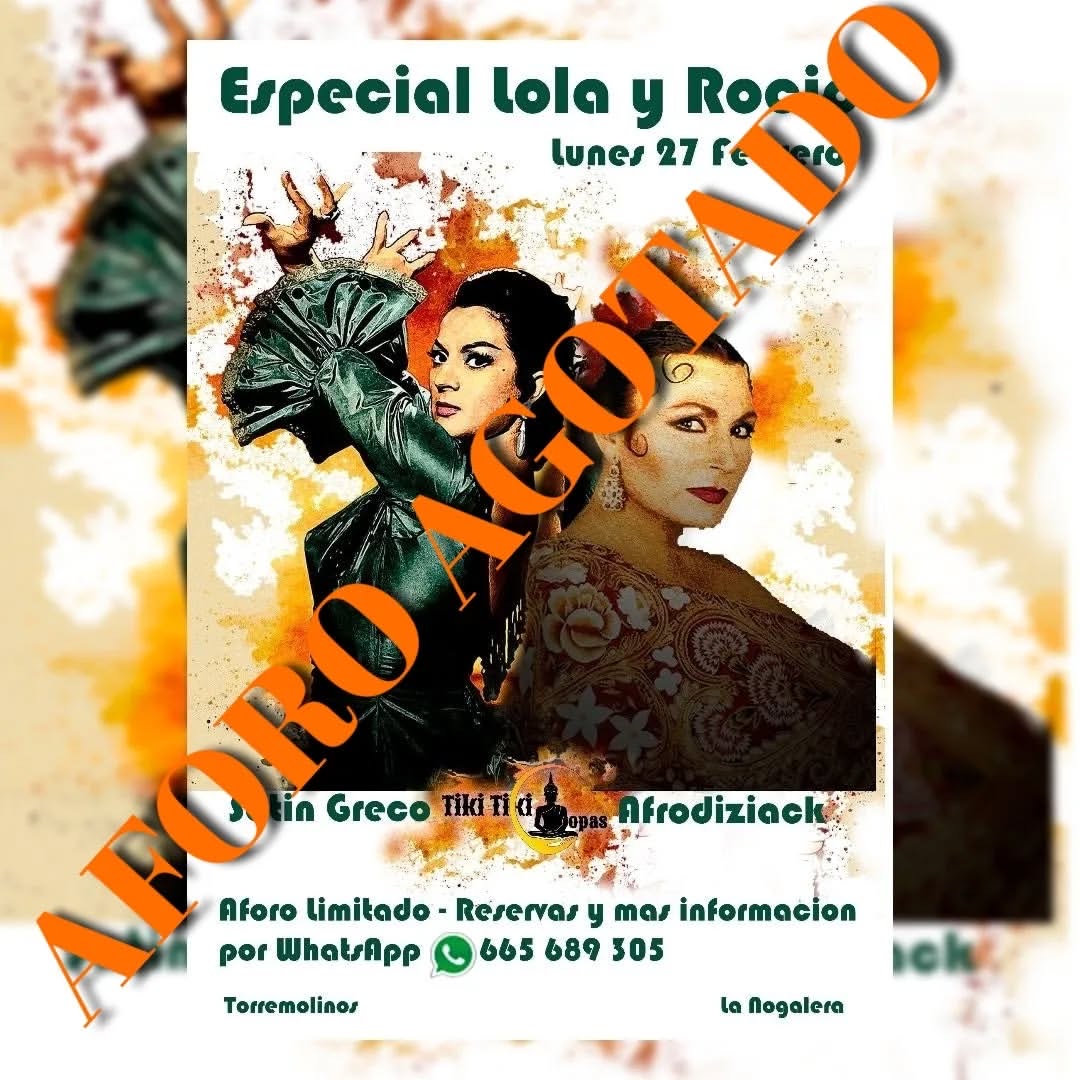 Especial Lola y Rocio
Lunes 27 Febrero
AFORO AGOTADO
Satin Greco
Tiki Tiki
Copas
Afrodiziack
Aforo Limitado - Reservas y mas informacion
por WhatsApp 665 689 305
Torremolinos
La Nogalera